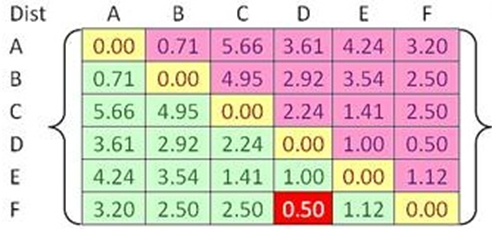 Dist A B C D E F
A 0.00 0.71 5.66 3.61 4.24 3.20
B 0.71 0.00 4.95 2.92 3.54 2.50
C 5.66 4.95 0.00 2.24 1.41 2.50
D 3.61 2.92 2.24 0.00 1.00 0.50
E 4.24 3.54 1.41 1.00 0.00 1.12
F 3.20 2.50 2.50 0.50 1.12 0.00